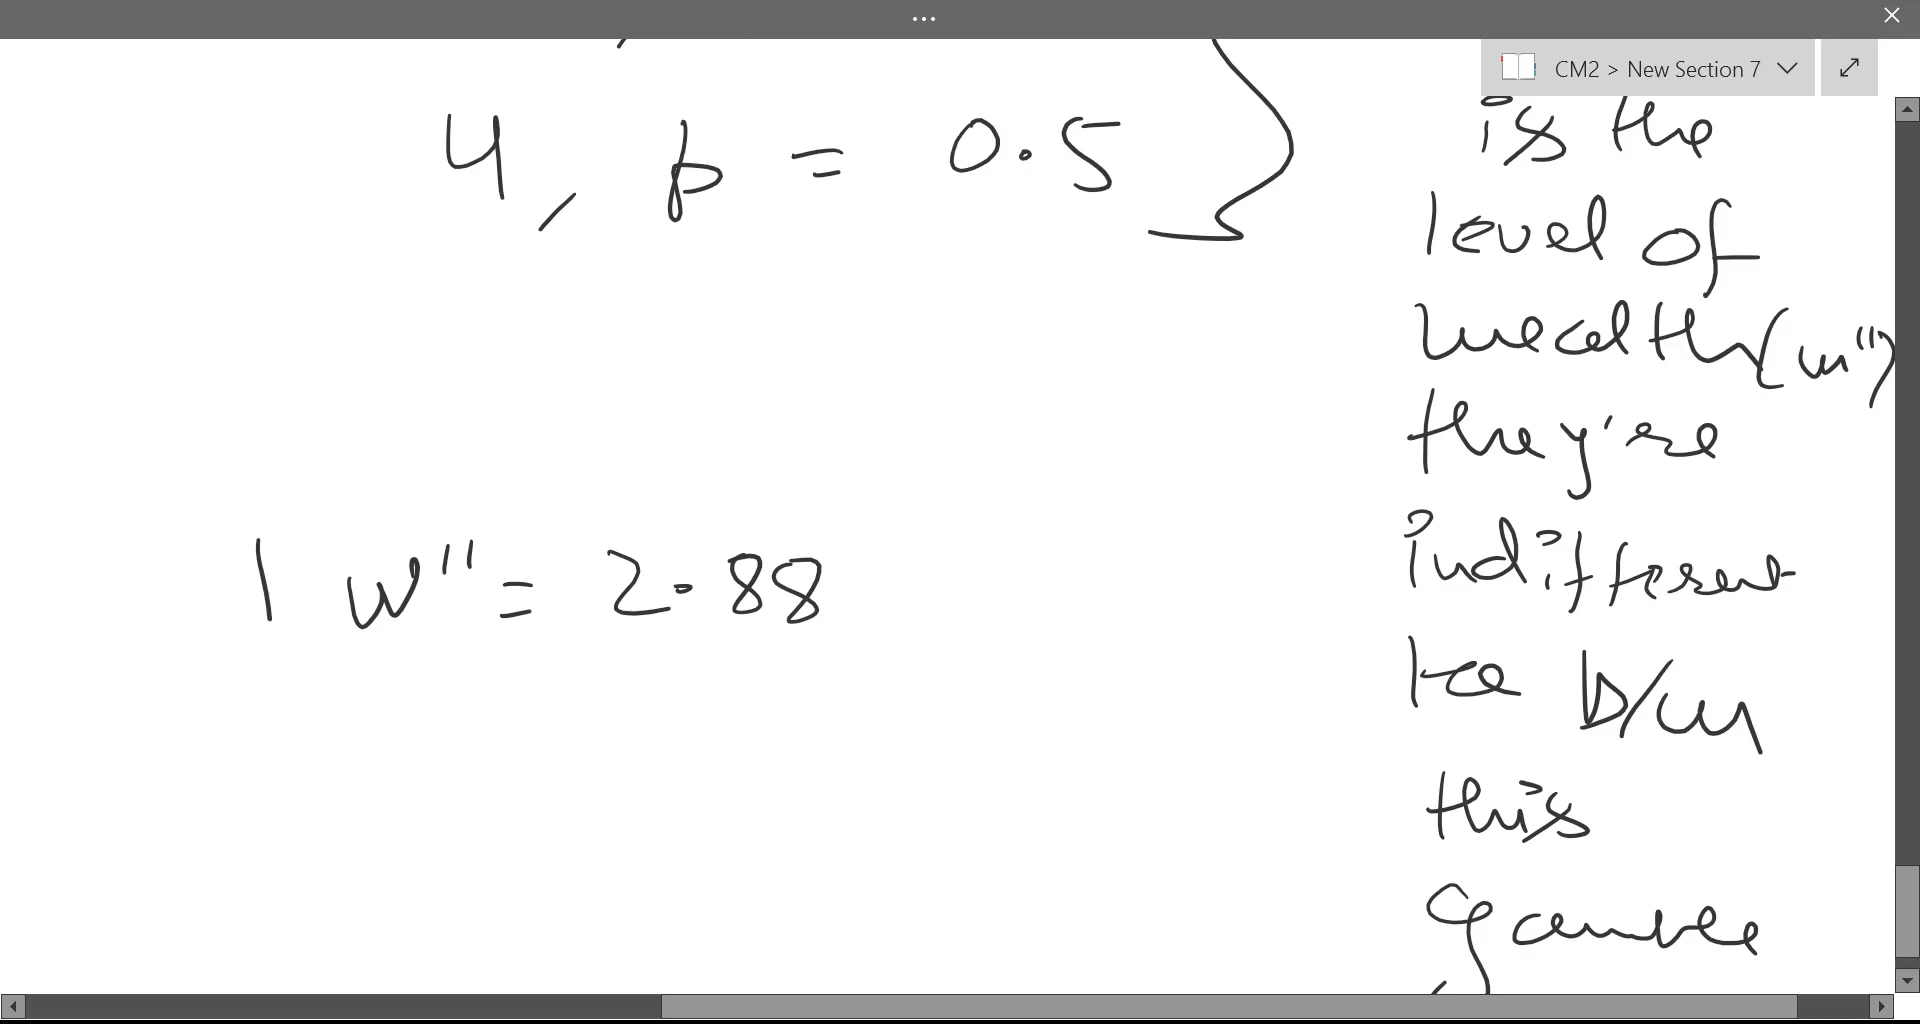 CM2 > New Section 7
4, p = 0.5
is the
level of
wealth (w'')
they're
indifferent
b/w
this
gamble
| w'' = 2.88